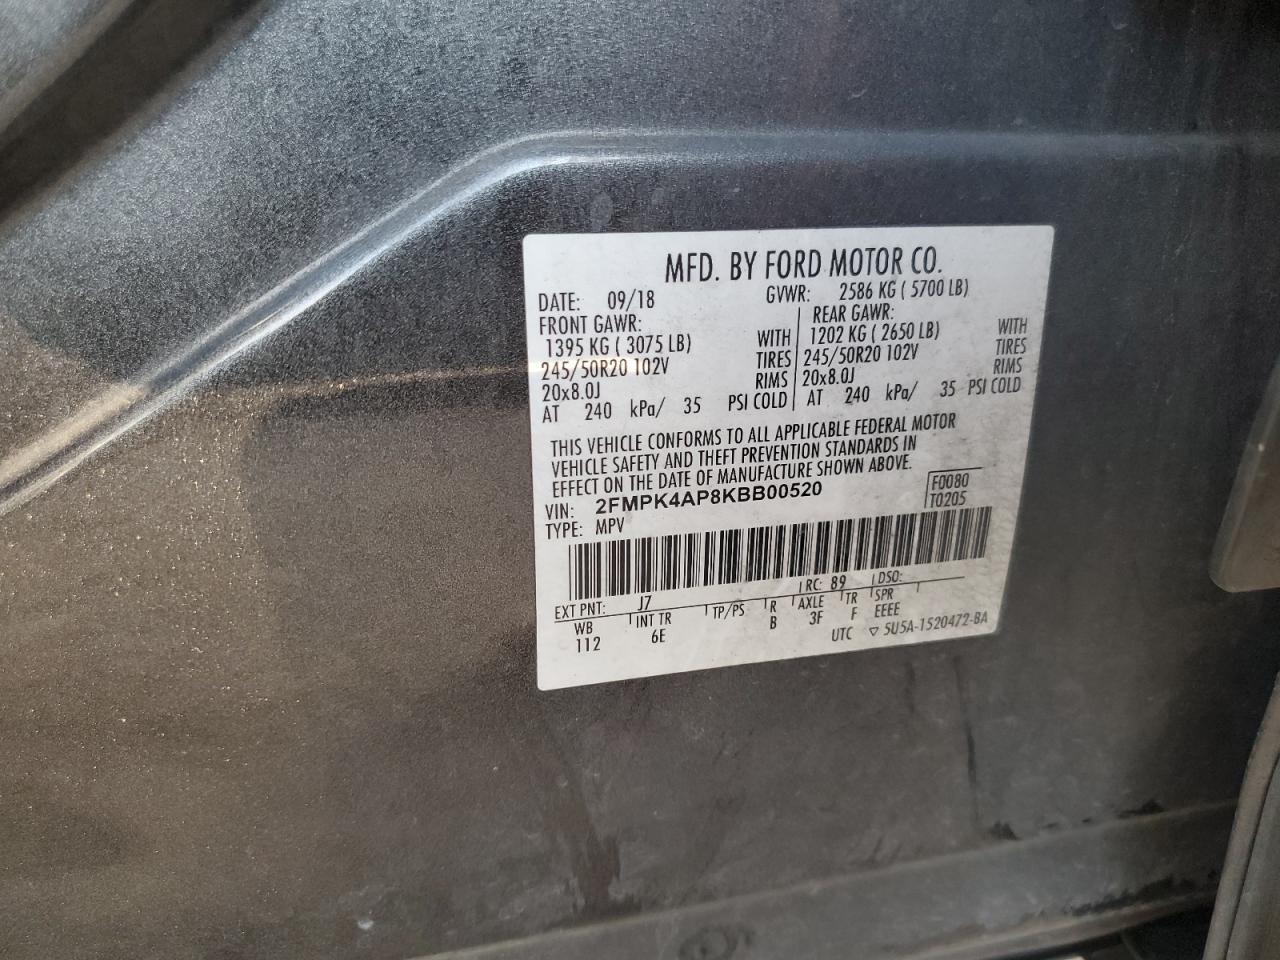 MFD. BY FORD MOTOR CO.
DATE: 09/18 GVWR: 2586 KG ( 5700 LB)
FRONT GAWR: REAR GAWR:
1395 KG ( 3075 LB) WITH 1202 KG ( 2650 LB) WITH
245/50R20 102V TIRES 245/50R20 102V TIRES
20x8.0J RIMS 20x8.0J RIMS
AT 240 kPa/ 35 PSI COLD AT 240 kPa/ 35 PSI COLD
THIS VEHICLE CONFORMS TO ALL APPLICABLE FEDERAL MOTOR
VEHICLE SAFETY AND THEFT PREVENTION STANDARDS IN
EFFECT ON THE DATE OF MANUFACTURE SHOWN ABOVE.
VIN: 2FMPK4AP8KBB00520 F0080
TYPE: MPV T0205
EXT PNT: J7 RC: 89 DSO:
WB INT TR TP/PS R AXLE TR SPR
112 6E B 3F F EEEE
UTC ▽ 5U5A-1520472-BA